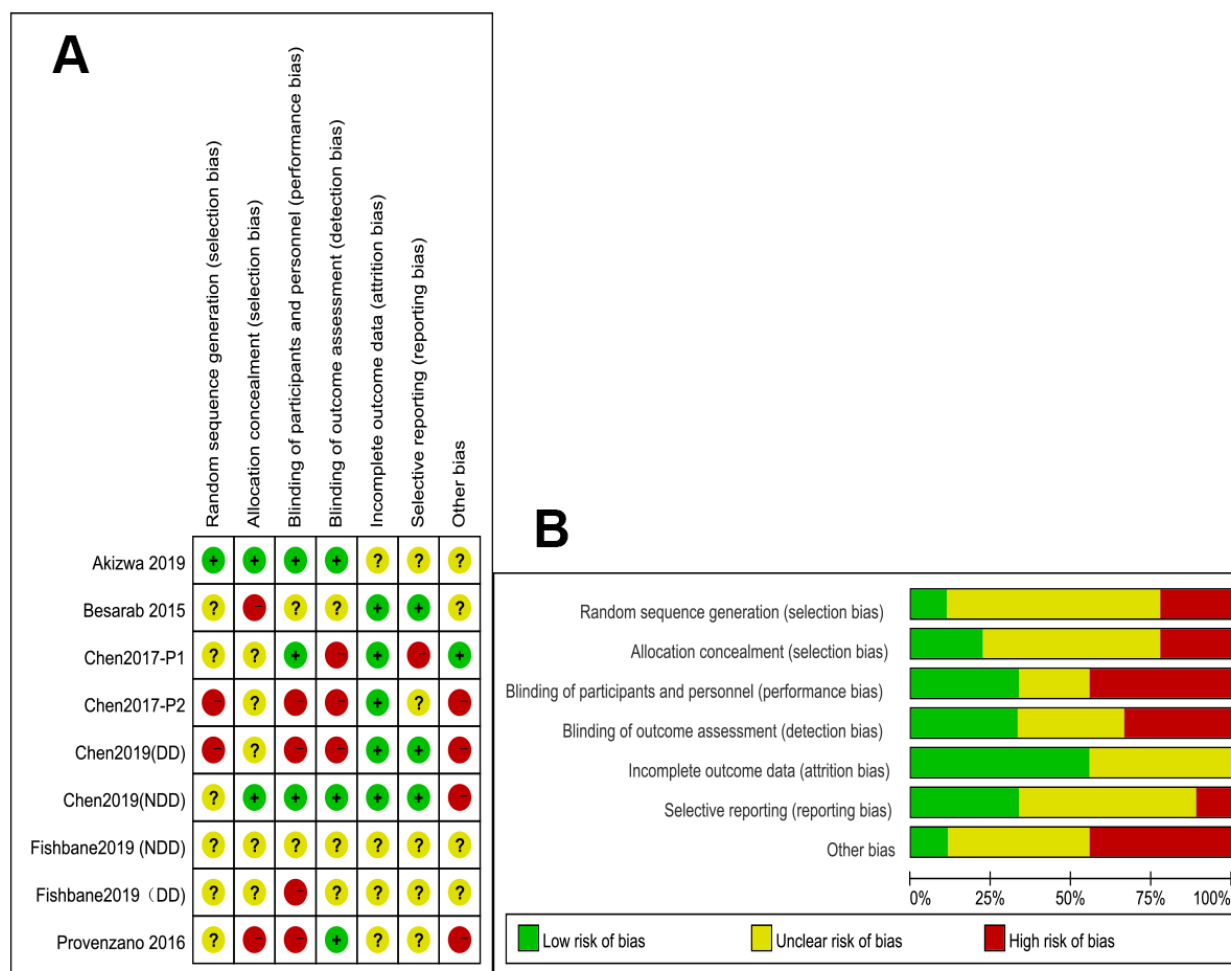 A
Random sequence generation (selection bias)
Allocation concealment (selection bias)
Blinding of participants and personnel (performance bias)
Blinding of outcome assessment (detection bias)
Incomplete outcome data (attrition bias)
Selective reporting (reporting bias)
Other bias
Akizwa 2019 + + + + ? ? ?
Besarab 2015 ? - ? ? + + ?
Chen2017-P1 ? ? + - + - +
Chen2017-P2 - ? - - + ? -
Chen2019(DD) - ? - - + + -
Chen2019(NDD) ? + + + + + -
Fishbane2019 (NDD) ? ? ? ? ? ? ?
Fishbane2019（DD) ? ? - ? ? ? ?
Provenzano 2016 ? - - + ? ? -
B
Random sequence generation (selection bias)
Allocation concealment (selection bias)
Blinding of participants and personnel (performance bias)
Blinding of outcome assessment (detection bias)
Incomplete outcome data (attrition bias)
Selective reporting (reporting bias)
Other bias
0% 25% 50% 75% 100%
Low risk of bias Unclear risk of bias High risk of bias